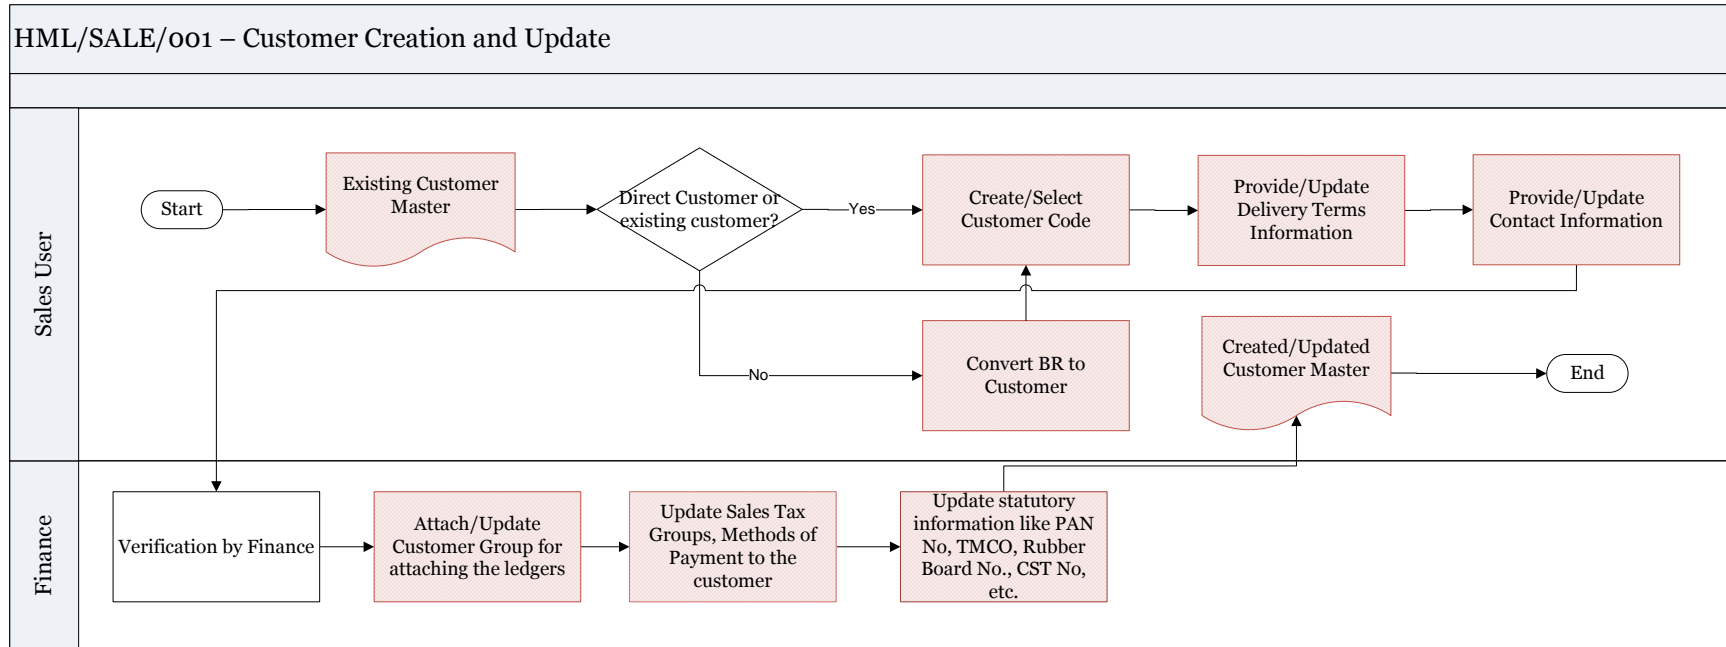 HML/SALE/001 – Customer Creation and Update
Sales User
Start
Existing Customer
Master
Direct Customer or
existing customer?
Yes
Create/Select
Customer Code
Provide/Update
Delivery Terms
Information
Provide/Update
Contact Information
No
Convert BR to
Customer
Created/Updated
Customer Master
End
Finance
Verification by Finance
Attach/Update
Customer Group for
attaching the ledgers
Update Sales Tax
Groups, Methods of
Payment to the
customer
Update statutory
information like PAN
No, TMCO, Rubber
Board No., CST No,
etc.